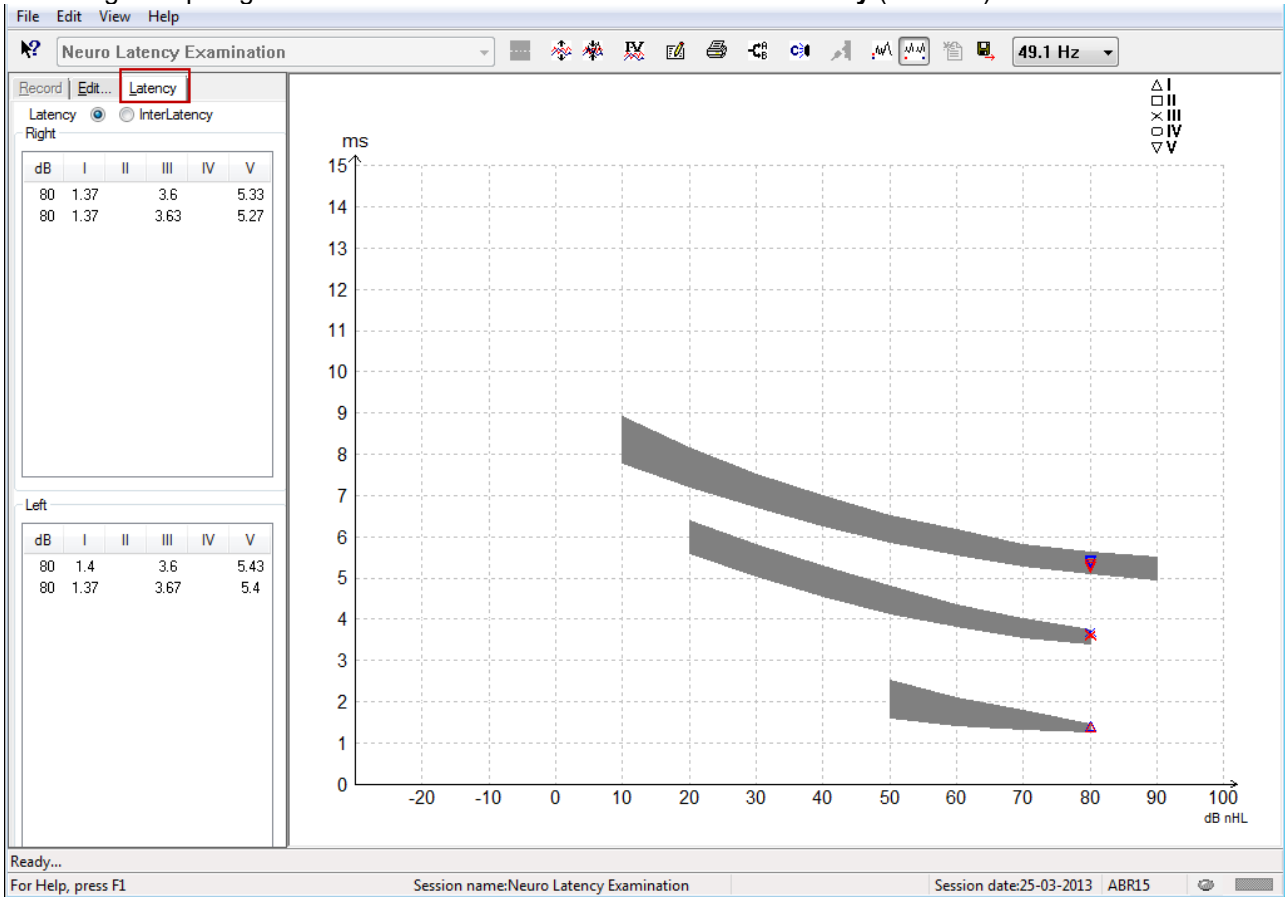 File Edit View Help
Neuro Latency Examination
49.1 Hz
Record Edit... Latency
Latency InterLatency
Right
dB I II III IV V
80 1.37 3.6 5.33
80 1.37 3.63 5.27
Left
dB I II III IV V
80 1.4 3.6 5.43
80 1.37 3.67 5.4
I
II
III
IV
V
ms
15
14
13
12
11
10
9
8
7
6
5
4
3
2
1
0
-20 -10 0 10 20 30 40 50 60 70 80 90 100
dB nHL
Ready...
For Help, press F1 Session name:Neuro Latency Examination Session date:25-03-2013 ABR15